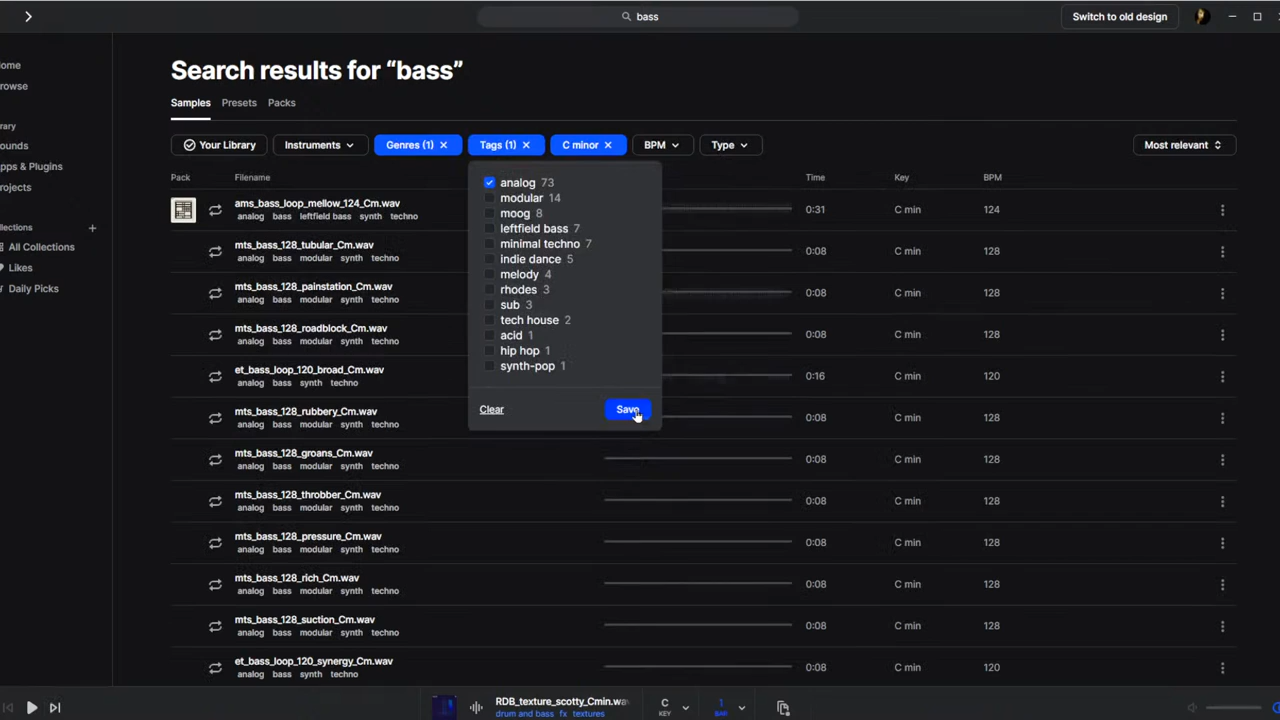 bass
Switch to old design
ome
rowse
Search results for “bass”
Samples Presets Packs
rary
ounds
pps & Plugins
rojects
llections
All Collections
Likes
Daily Picks
Your Library Instruments Genres (1) Tags (1) C minor BPM Type Most relevant
Pack Filename Time Key BPM
analog 73
modular 14
moog 8
leftfield bass 7
minimal techno 7
indie dance 5
melody 4
rhodes 3
sub 3
tech house 2
acid 1
hip hop 1
synth-pop 1
Clear Save
ams_bass_loop_mellow_124_Cm.wav 0:31 C min 124
analog bass leftfield bass synth techno
mts_bass_128_tubular_Cm.wav 0:08 C min 128
analog bass modular synth techno
mts_bass_128_painstation_Cm.wav 0:08 C min 128
analog bass modular synth techno
mts_bass_128_roadblock_Cm.wav 0:08 C min 128
analog bass modular synth techno
et_bass_loop_120_broad_Cm.wav 0:16 C min 120
analog bass synth techno
mts_bass_128_rubbery_Cm.wav 0:08 C min 128
analog bass modular synth techno
mts_bass_128_groans_Cm.wav 0:08 C min 128
analog bass modular synth techno
mts_bass_128_throbber_Cm.wav 0:08 C min 128
analog bass modular synth techno
mts_bass_128_pressure_Cm.wav 0:08 C min 128
analog bass modular synth techno
mts_bass_128_rich_Cm.wav 0:08 C min 128
analog bass modular synth techno
mts_bass_128_suction_Cm.wav 0:08 C min 128
analog bass modular synth techno
et_bass_loop_120_synergy_Cm.wav 0:08 C min 120
analog bass synth techno
RDB_texture_scotty_Cmin.wav
drum and bass fx textures
C
KEY
1
BAR